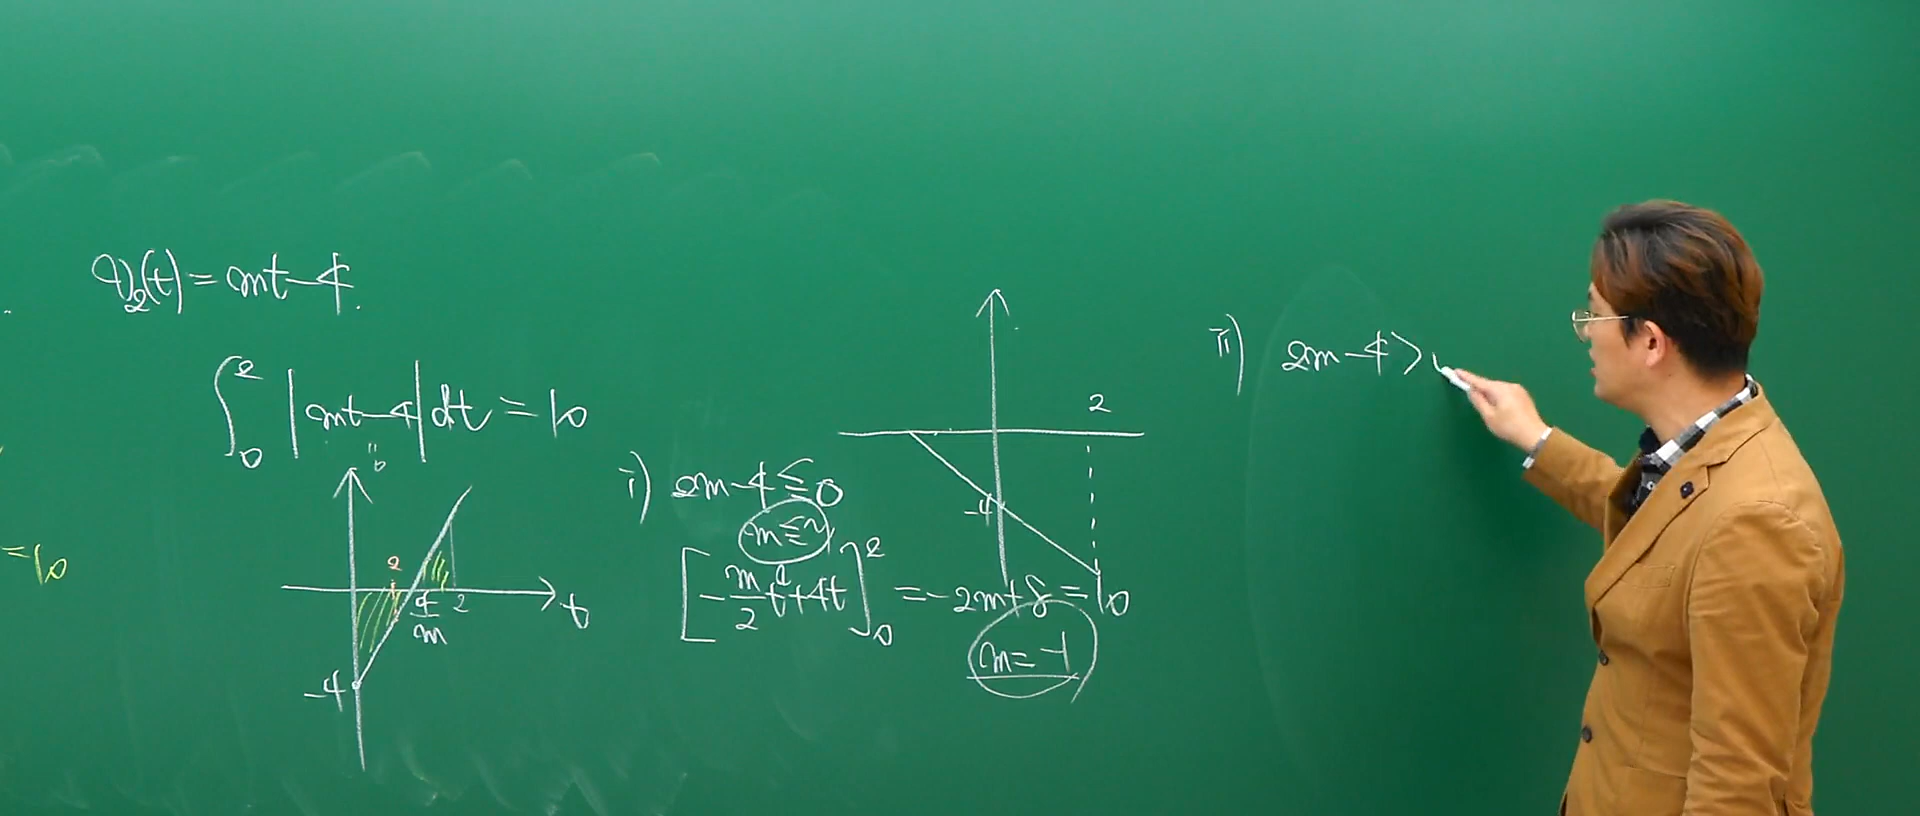 V₂(t) = mt - 4.
∫₀² |mt - 4| dt = 10
2
4/m
2
t
-4
= 10
i) 2m - 4 ≤ 0
m ≤ 2
[-m/2 t² + 4t]₀² = -2m + 8 = 10
m = -1
2
-4
ii) 2m - 4 >